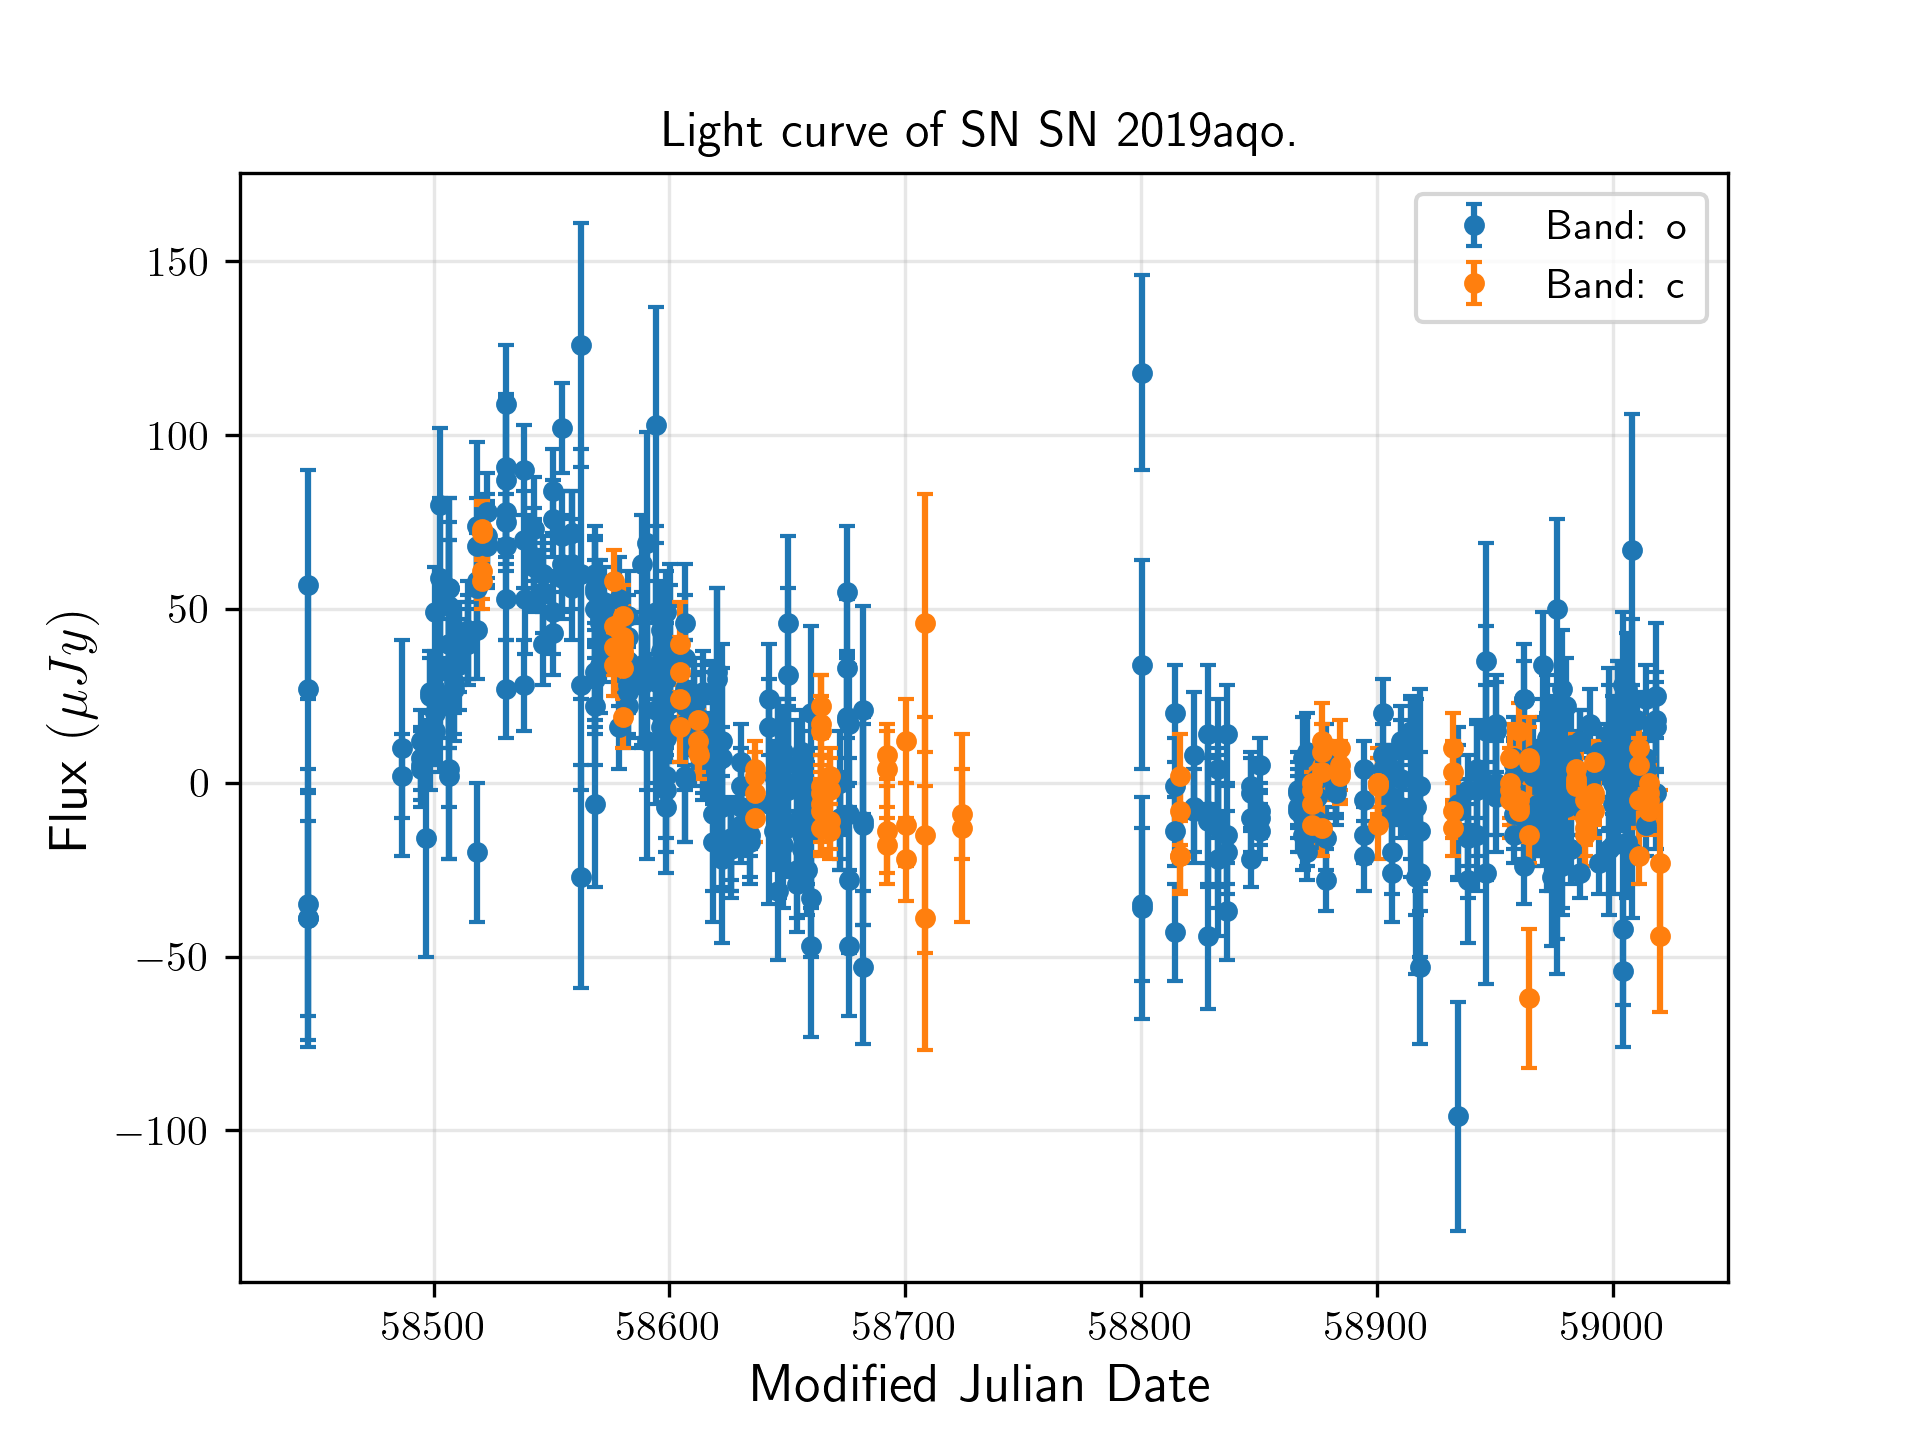 Light curve of SN SN 2019aqo.
Band: o
Band: c
150
100
50
0
−50
−100
Flux (μJy)
58500 58600 58700 58800 58900 59000
Modified Julian Date